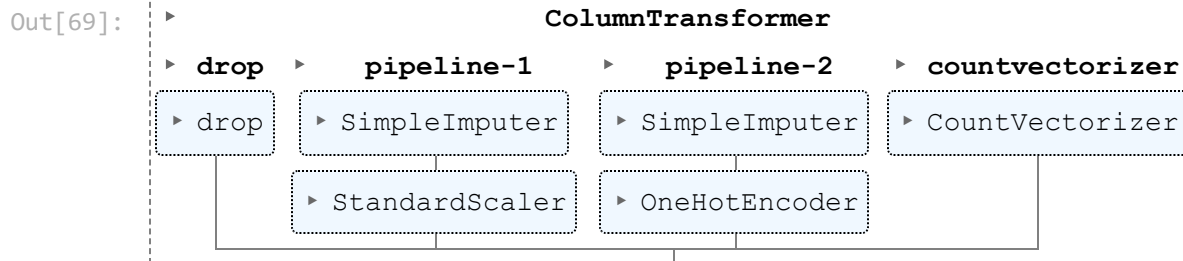 Out[69]:
ColumnTransformer
drop pipeline-1 pipeline-2 countvectorizer
drop SimpleImputer SimpleImputer CountVectorizer
StandardScaler OneHotEncoder